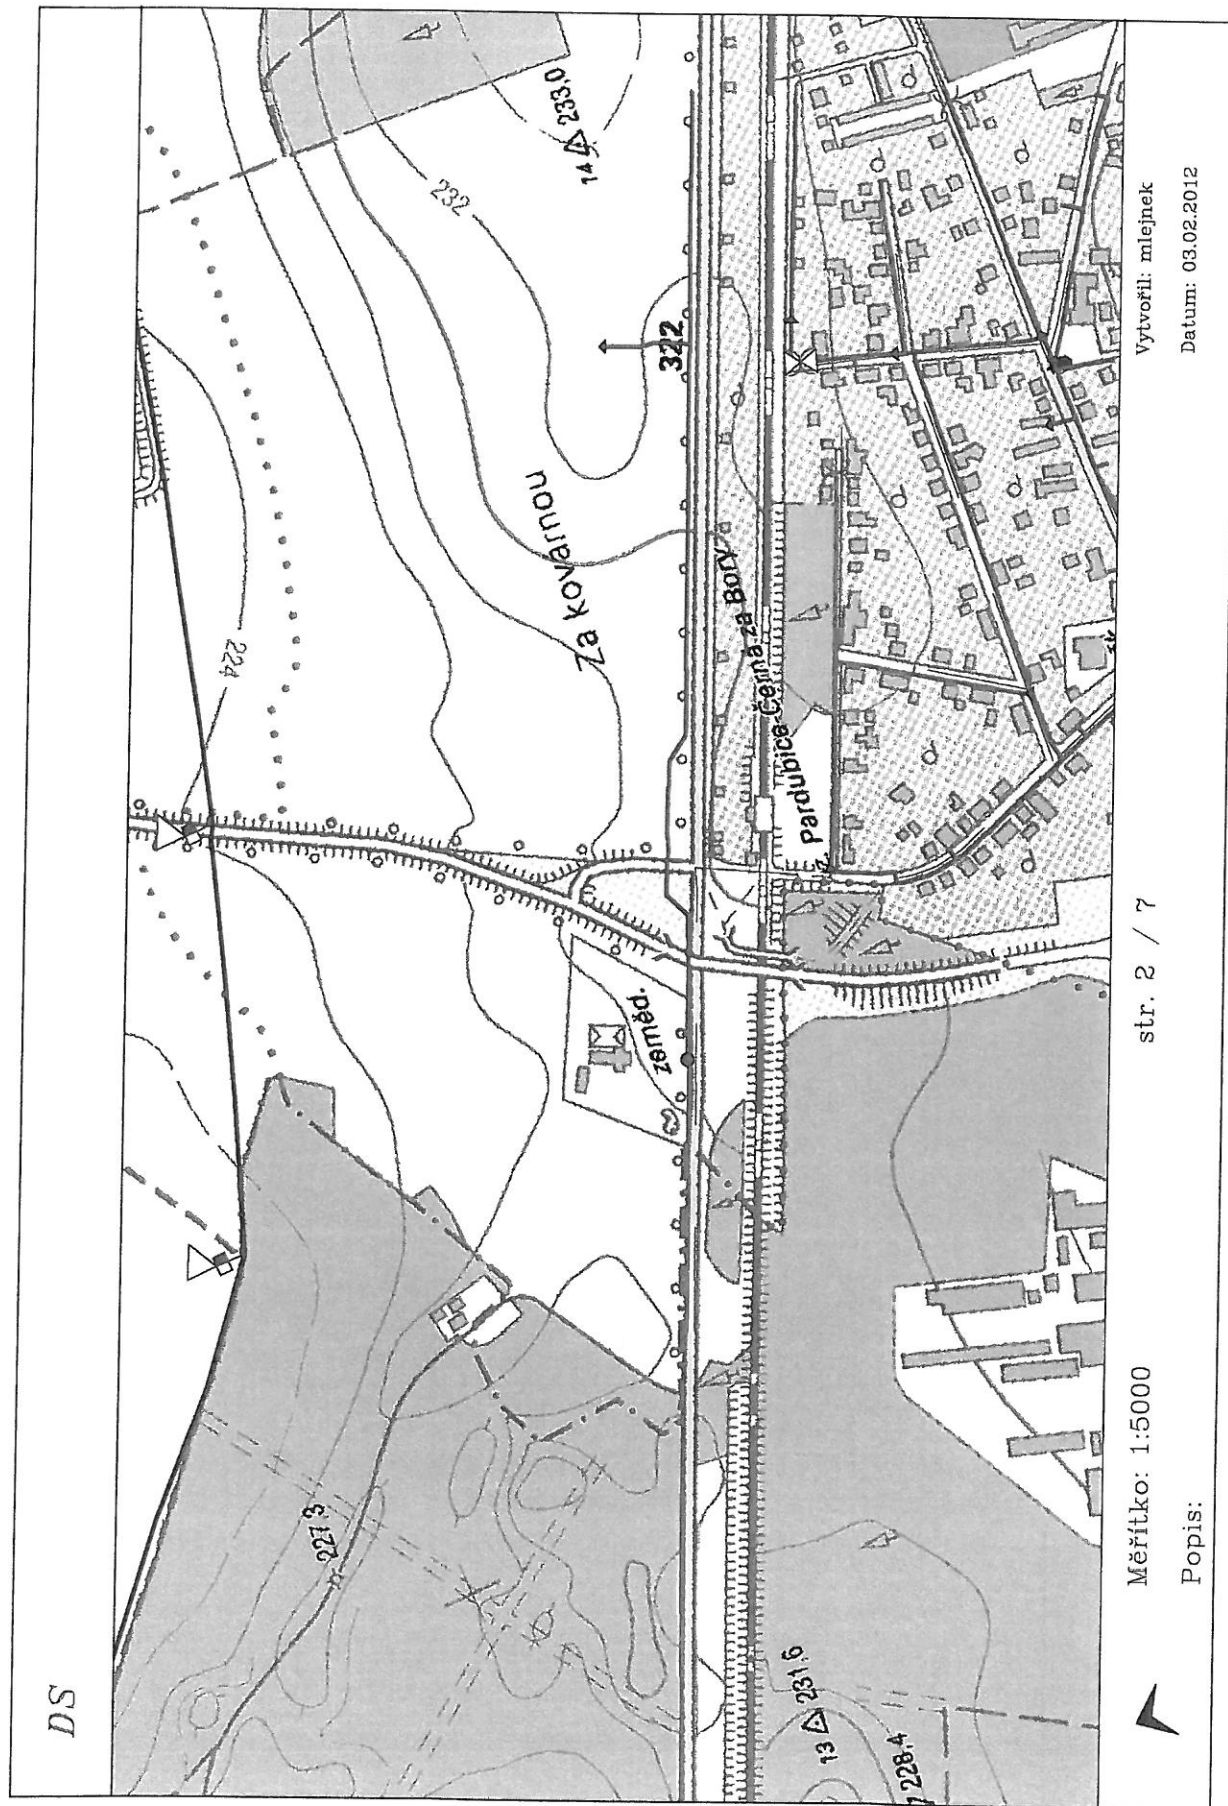 DS
224
232
14 233,0
Za kovárnou
322
227.3
zeměd.
Pardubice-Černá za Bory
13 231,6
228.4
Měřítko: 1:5000
str. 2 / 7
Vytvořil: mlejnek
Popis:
Datum: 03.02.2012